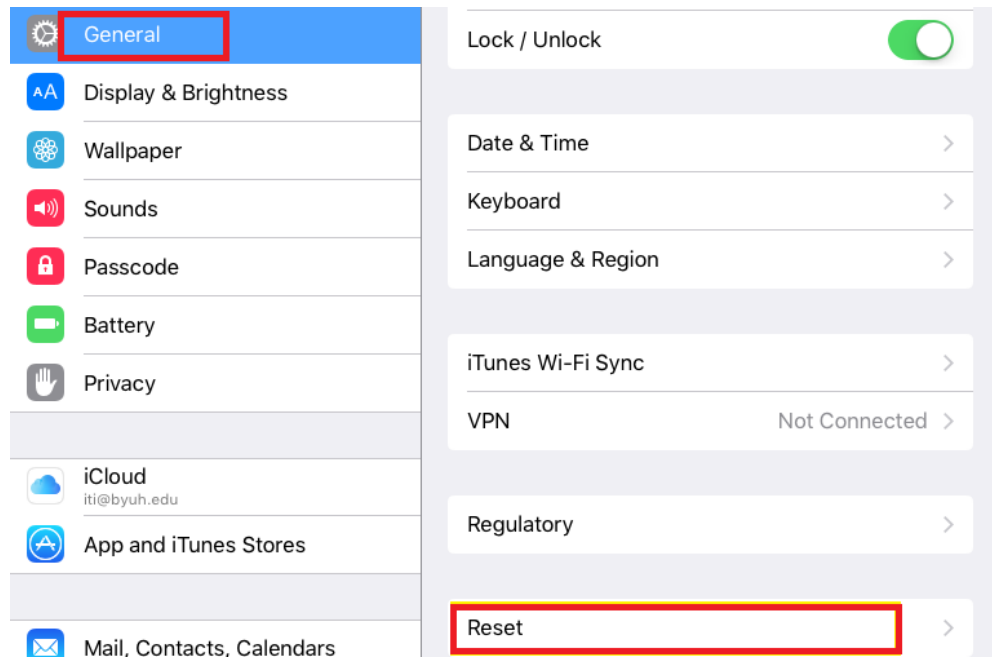 General
AA
Display & Brightness
Wallpaper
Sounds
Passcode
Battery
Privacy
iCloud
iti@byuh.edu
App and iTunes Stores
Mail, Contacts, Calendars
Lock / Unlock
Date & Time
Keyboard
Language & Region
iTunes Wi-Fi Sync
VPN Not Connected
Regulatory
Reset